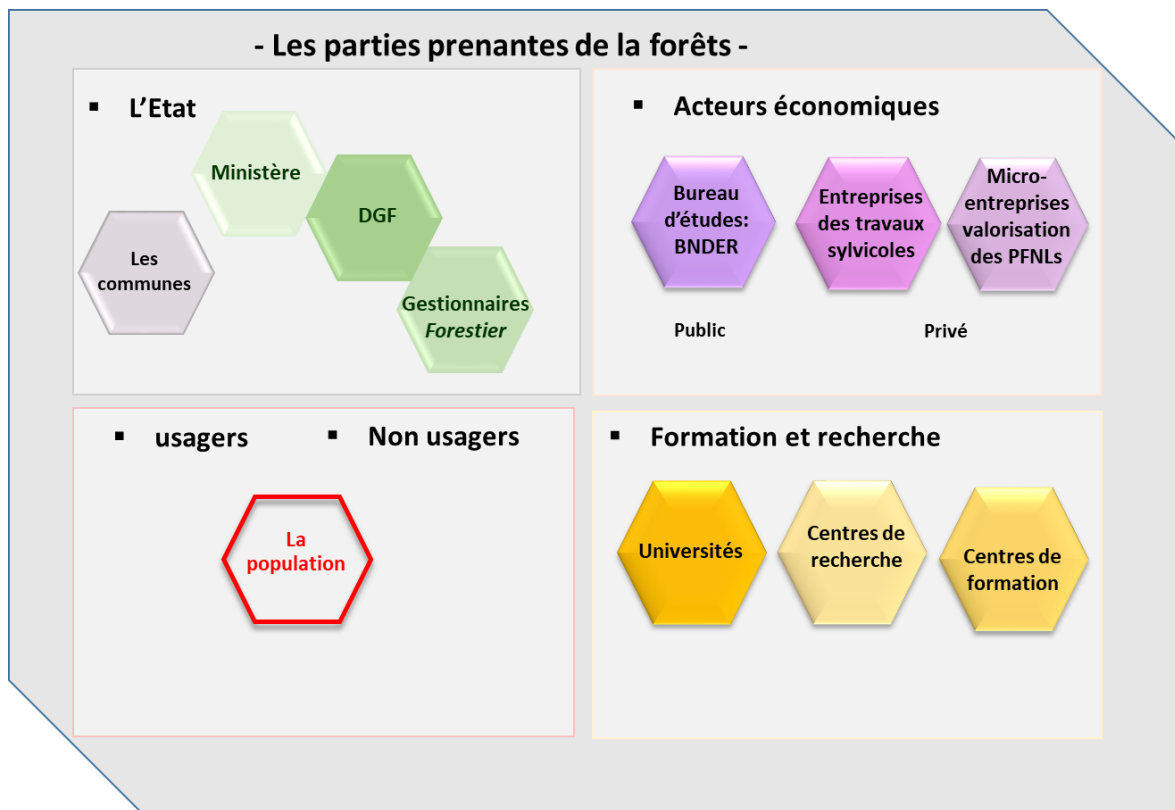 - Les parties prenantes de la forêts -
▪ L'Etat
Ministère
DGF
Les
communes
Gestionnaires
Forestier
▪ Acteurs économiques
Bureau
d'études:
BNDER
Entreprises
des travaux
sylvicoles
Micro-
entreprises
valorisation
des PFNLs
Public
Privé
▪ usagers
▪ Non usagers
La
population
▪ Formation et recherche
Universités
Centres de
recherche
Centres de
formation